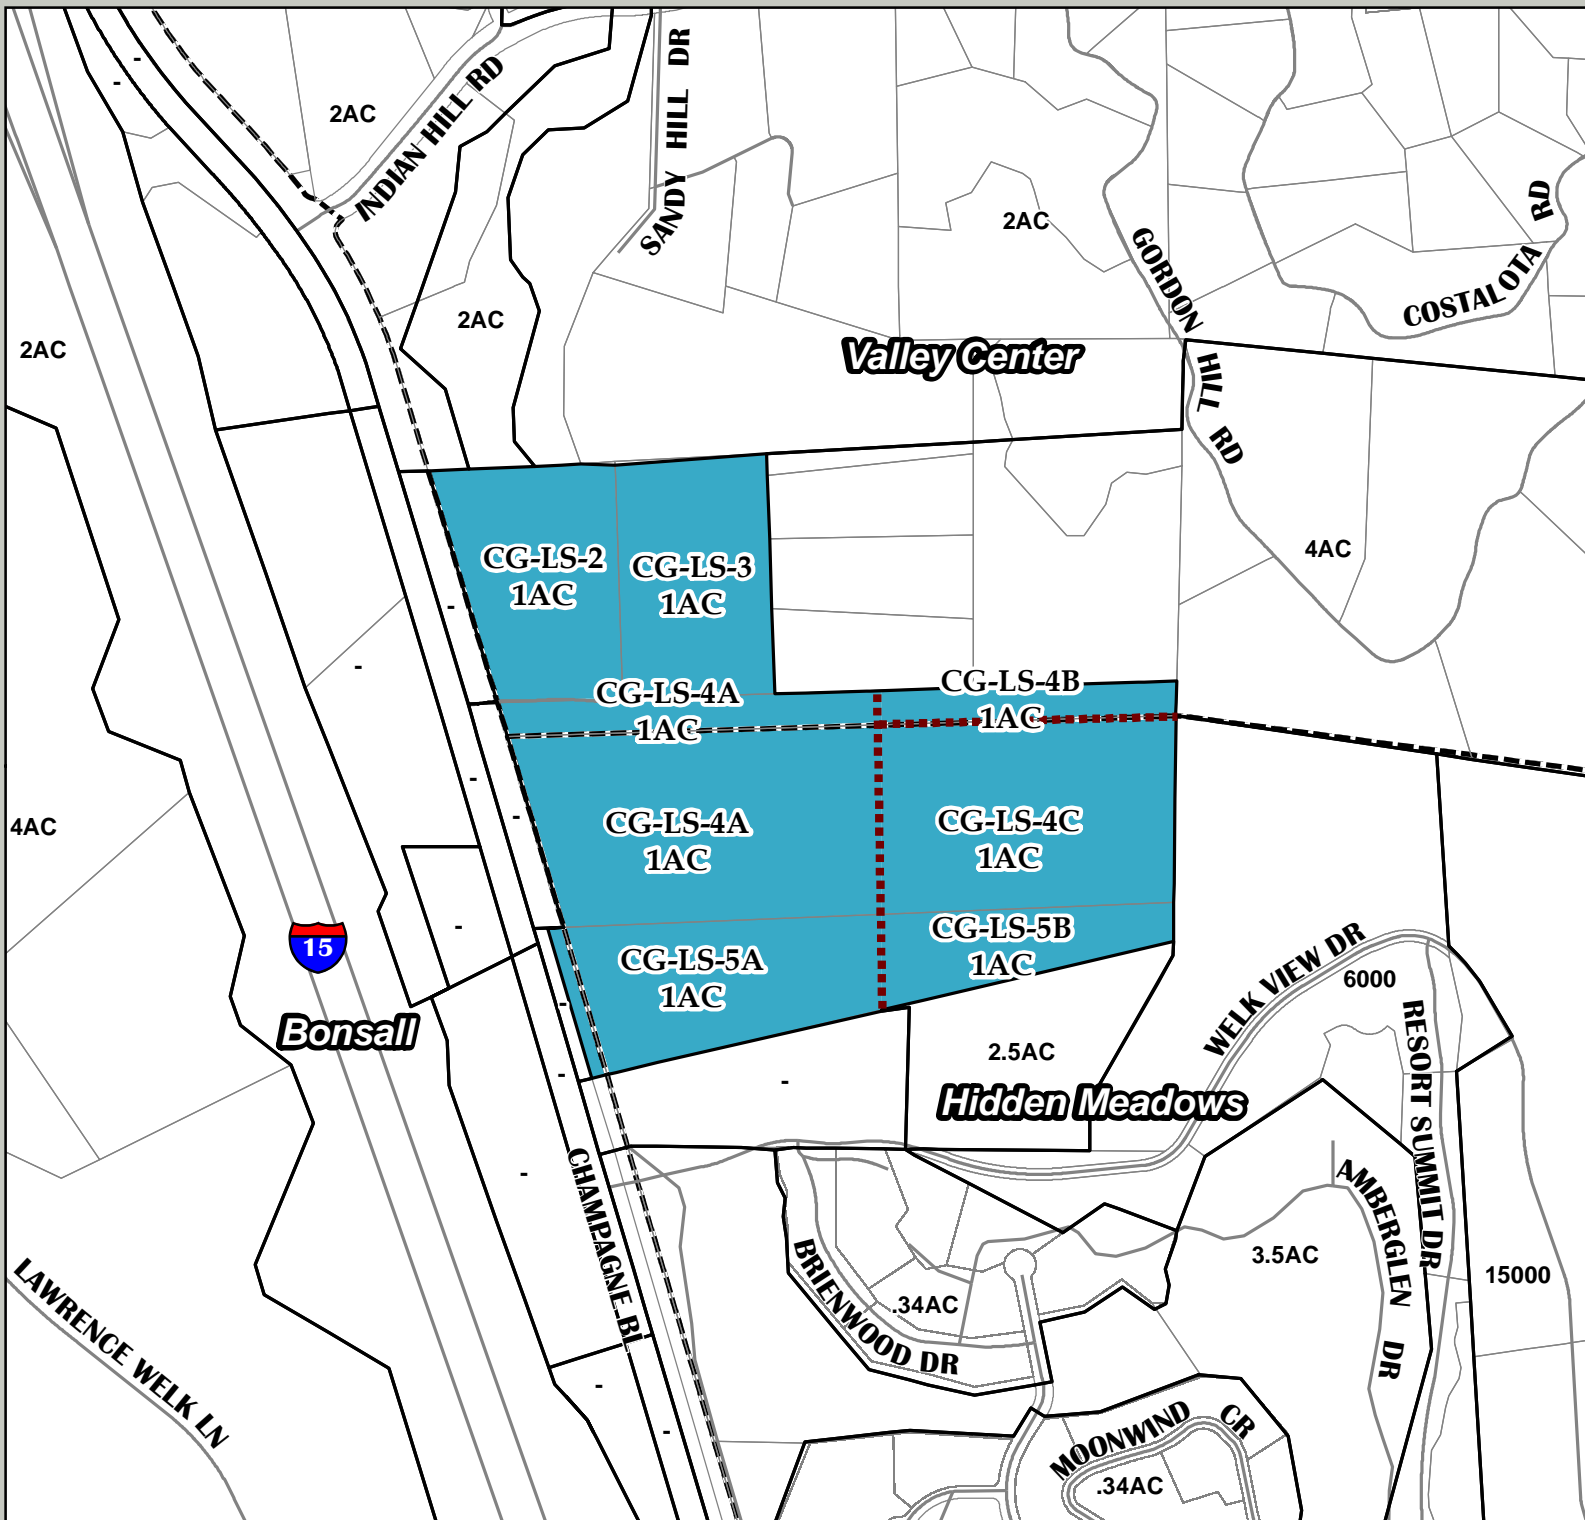 INDIAN HILL RD
SANDY HILL DR
2AC
2AC
2AC
2AC
GORDON HILL RD
COSTALOTA RD
Valley Center
4AC
CG-LS-2
1AC
CG-LS-3
1AC
CG-LS-4A
1AC
CG-LS-4B
1AC
CG-LS-4A
1AC
CG-LS-4C
1AC
4AC
CG-LS-5A
1AC
CG-LS-5B
1AC
15
Bonsall
WELK VIEW DR
6000
RESORT SUMMIT DR
2.5AC
Hidden Meadows
-
-
-
-
-
-
-
-
-
-
-
-
-
-
CHAMPAGNE BL
AMBERGLEN DR
BRIENWOOD DR
3.5AC
15000
.34AC
LAWRENCE WELK LN
MOONWIND CR
.34AC